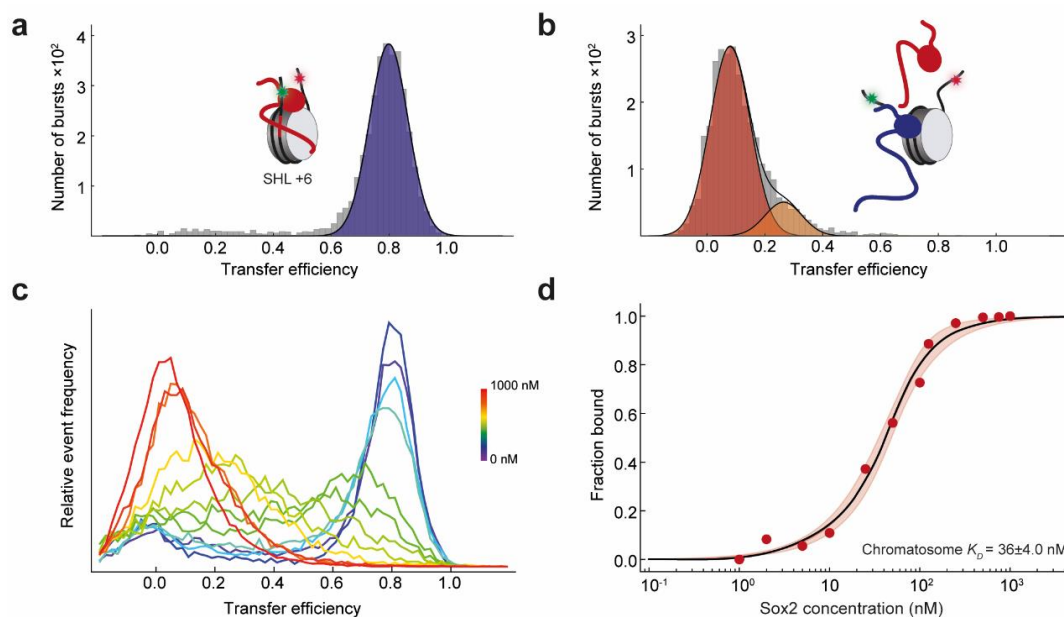 a
Number of bursts ×10²
4
3
2
1
SHL +6
0.0 0.2 0.4 0.6 0.8 1.0
Transfer efficiency
b
Number of bursts ×10²
3
2
1
0.0 0.2 0.4 0.6 0.8 1.0
Transfer efficiency
c
Relative event frequency
1000 nM
0 nM
0.0 0.2 0.4 0.6 0.8 1.0
Transfer efficiency
d
Fraction bound
1.0
0.8
0.6
0.4
0.2
0.0
Chromatosome K_D = 36±4.0 nM
10⁻¹ 10⁰ 10¹ 10² 10³
Sox2 concentration (nM)